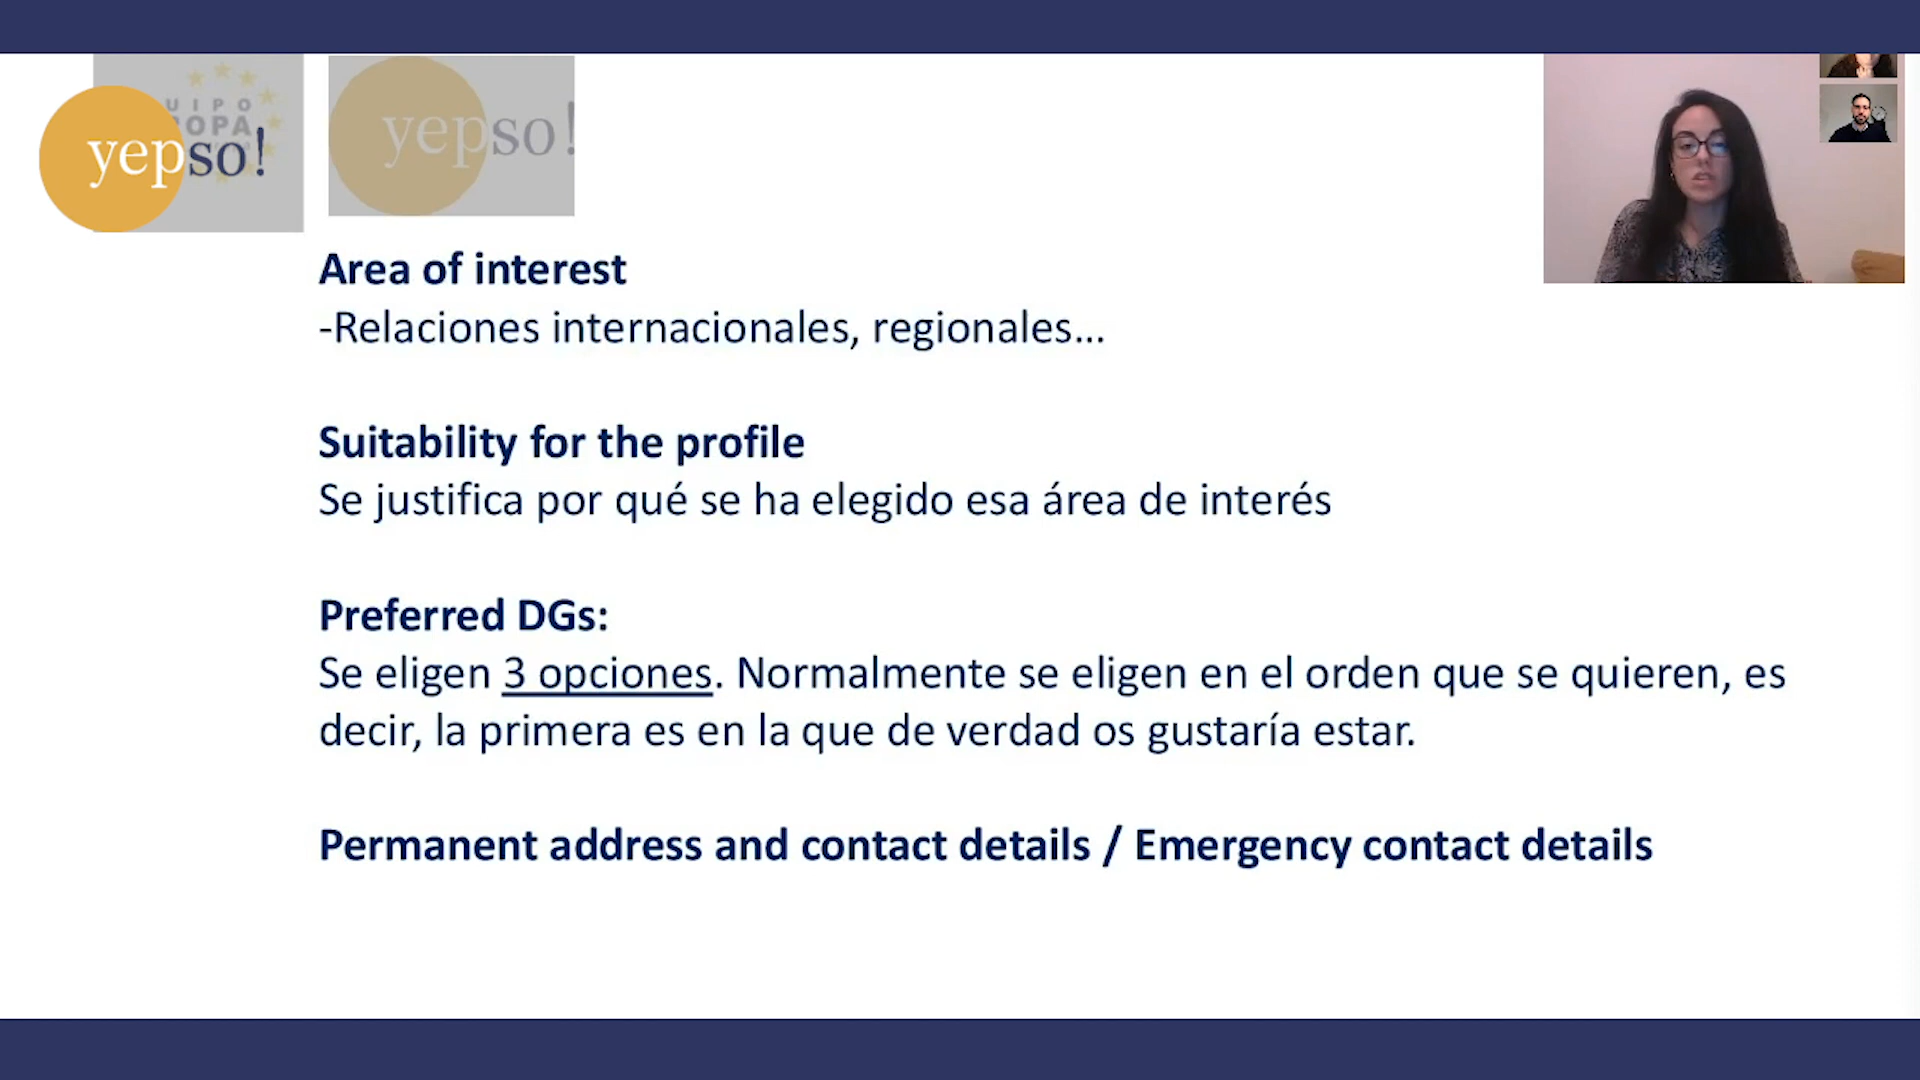 UIPO
ROPA
yepso!
yepso!
Area of interest
-Relaciones internacionales, regionales...
Suitability for the profile
Se justifica por qué se ha elegido esa área de interés
Preferred DGs:
Se eligen 3 opciones. Normalmente se eligen en el orden que se quieren, es
decir, la primera es en la que de verdad os gustaría estar.
Permanent address and contact details / Emergency contact details